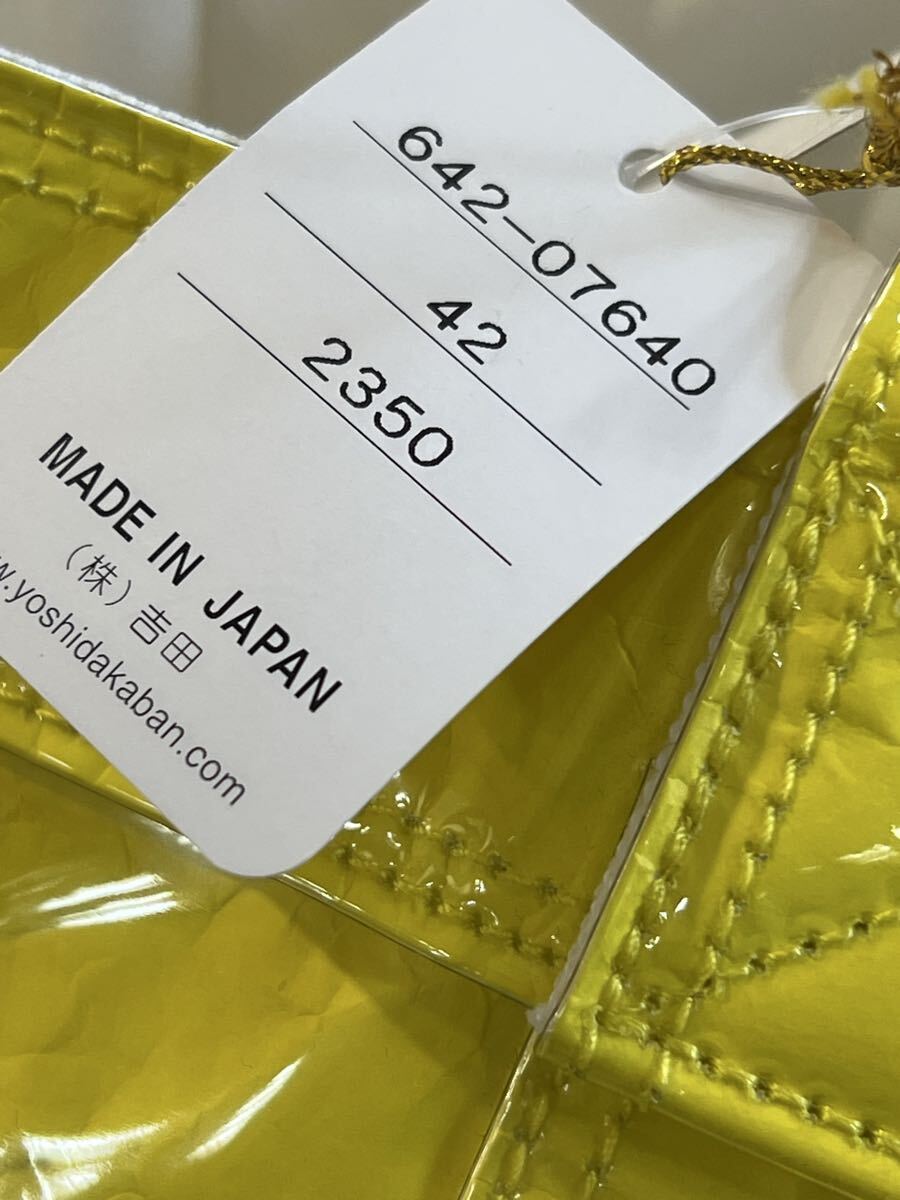 642-07640
42
2350
MADE IN JAPAN
（株）吉田
w.yoshidakaban.com